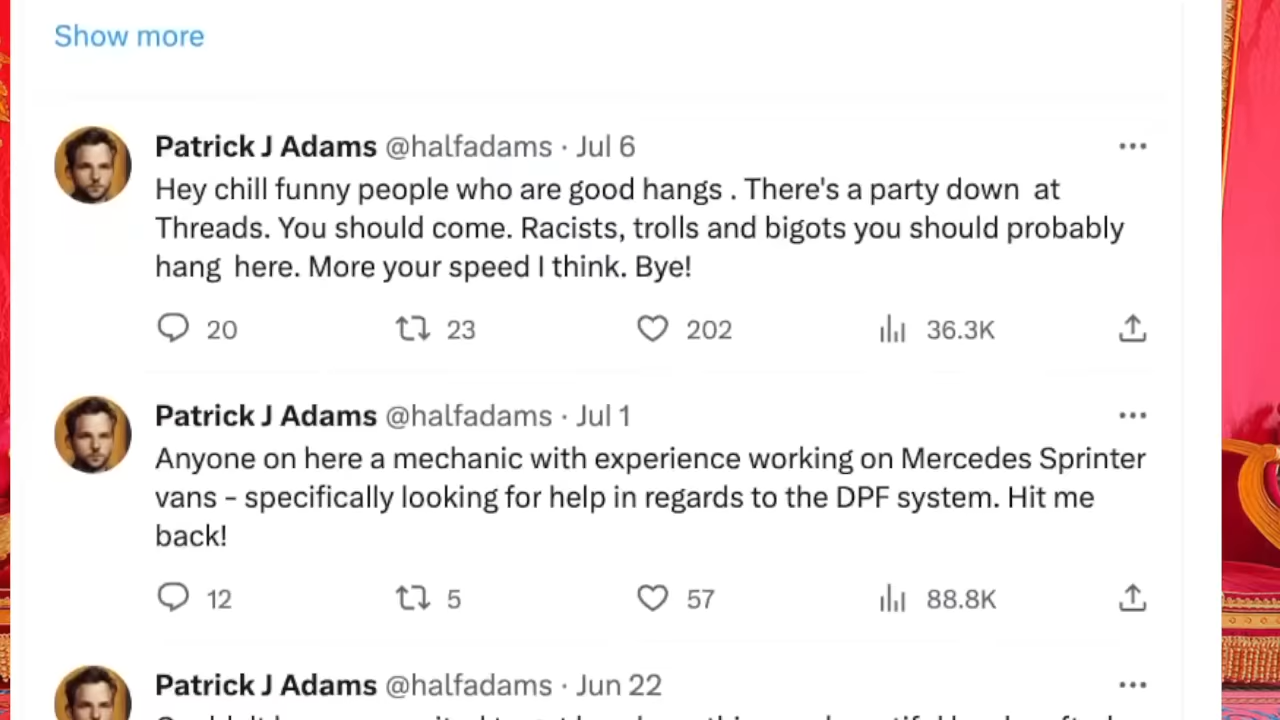 Show more
Patrick J Adams @halfadams · Jul 6
Hey chill funny people who are good hangs . There's a party down  at
Threads. You should come. Racists, trolls and bigots you should probably
hang  here. More your speed I think. Bye!
20 23 202 36.3K
Patrick J Adams @halfadams · Jul 1
Anyone on here a mechanic with experience working on Mercedes Sprinter
vans - specifically looking for help in regards to the DPF system. Hit me
back!
12 5 57 88.8K
Patrick J Adams @halfadams · Jun 22